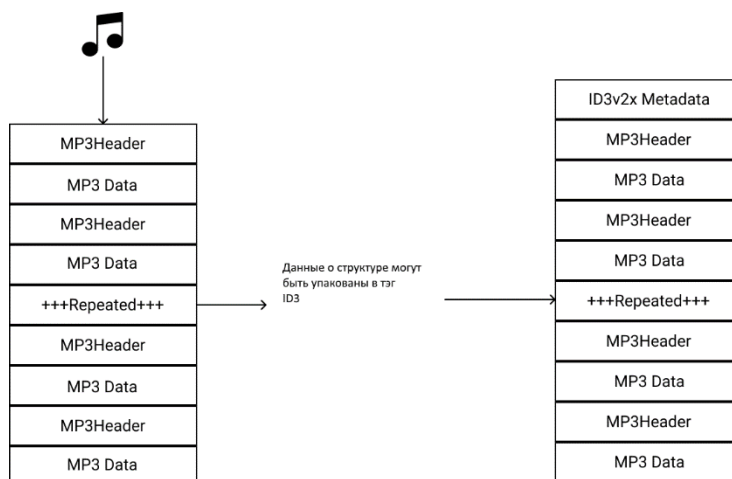 MP3Header
MP3 Data
MP3Header
MP3 Data
+++Repeated+++
MP3Header
MP3 Data
MP3Header
MP3 Data
Данные о структуре могут
быть упакованы в тэг
ID3
ID3v2x Metadata
MP3Header
MP3 Data
MP3Header
MP3 Data
+++Repeated+++
MP3Header
MP3 Data
MP3Header
MP3 Data